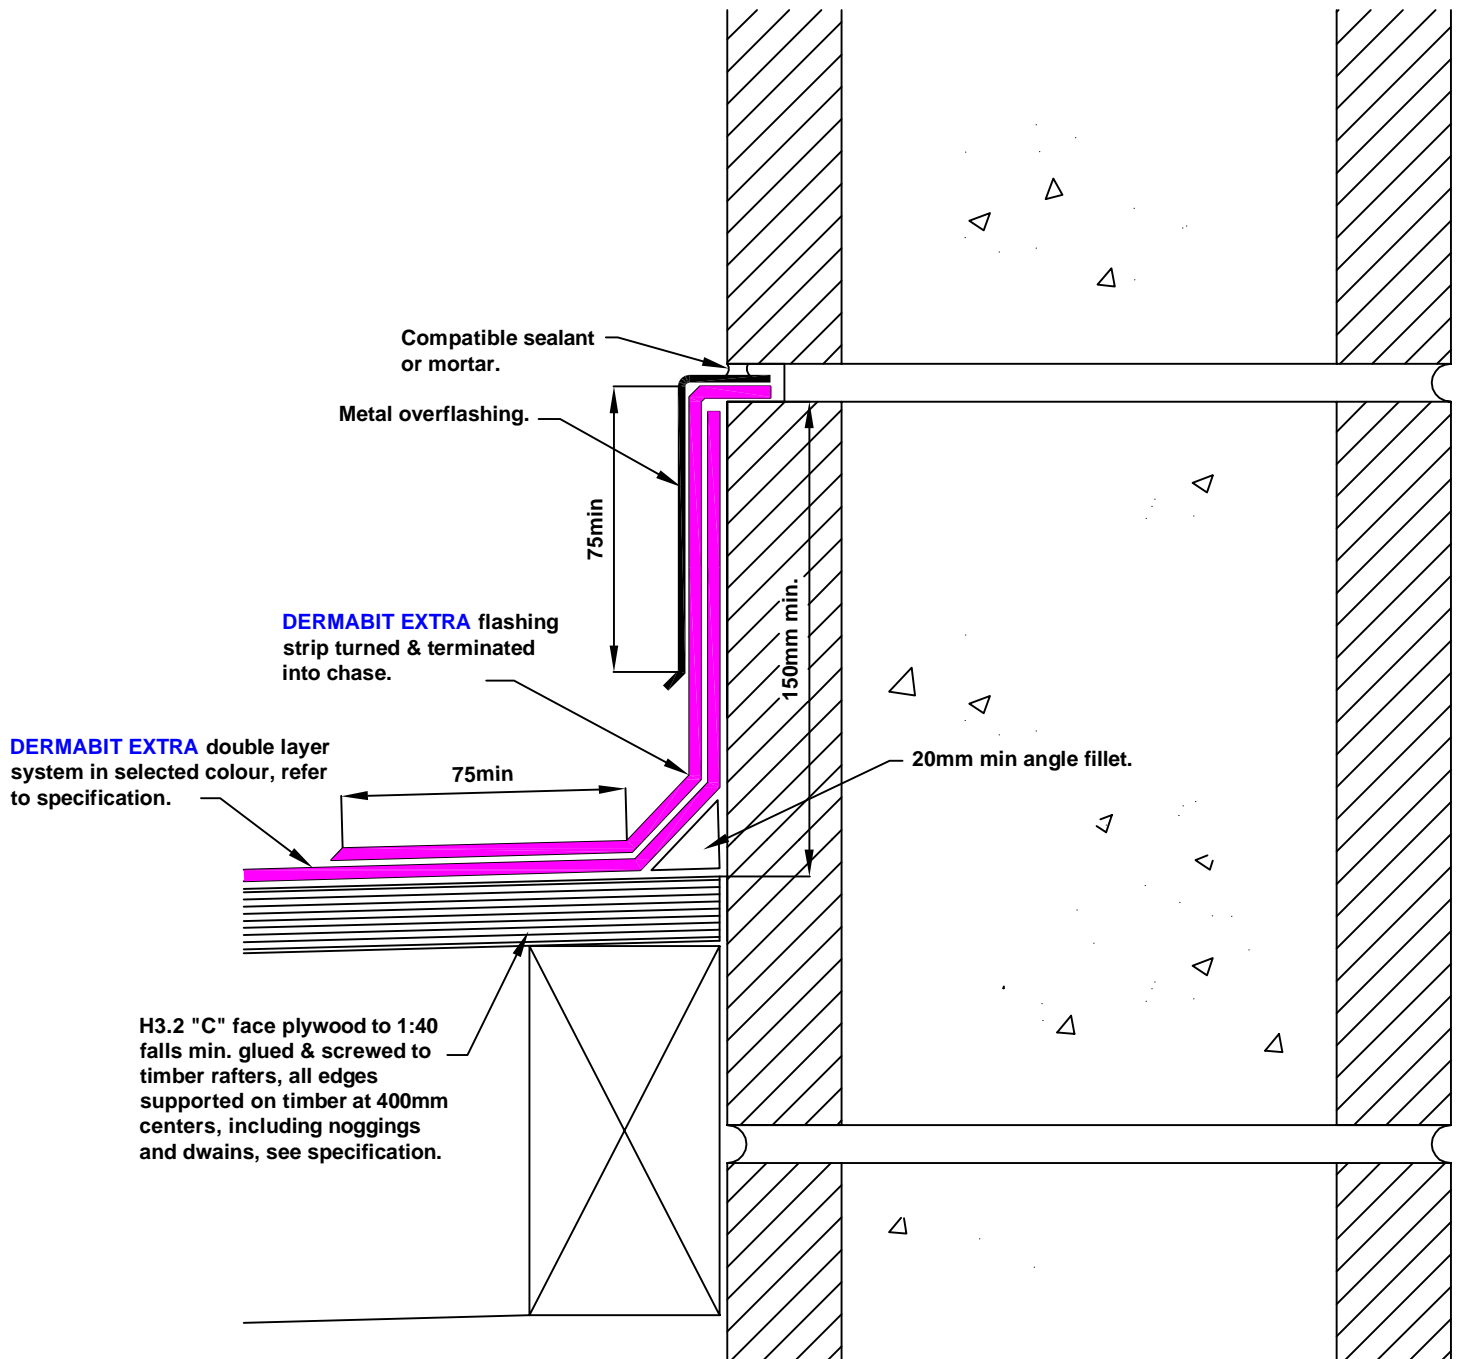 Compatible sealant
or mortar.
Metal overflashing.
75min
150mm min.
DERMABIT EXTRA flashing
strip turned & terminated
into chase.
DERMABIT EXTRA double layer
system in selected colour, refer
to specification.
75min
20mm min angle fillet.
H3.2 "C" face plywood to 1:40
falls min. glued & screwed to
timber rafters, all edges
supported on timber at 400mm
centers, including noggings
and dwains, see specification.